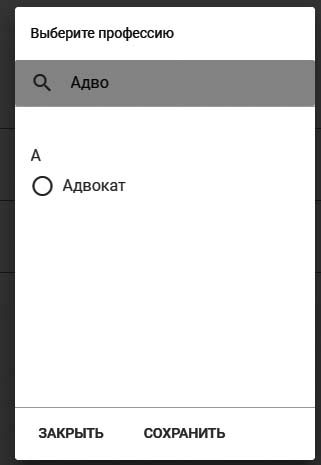 Выберите профессию
Адво
А
Адвокат
ЗАКРЫТЬ СОХРАНИТЬ